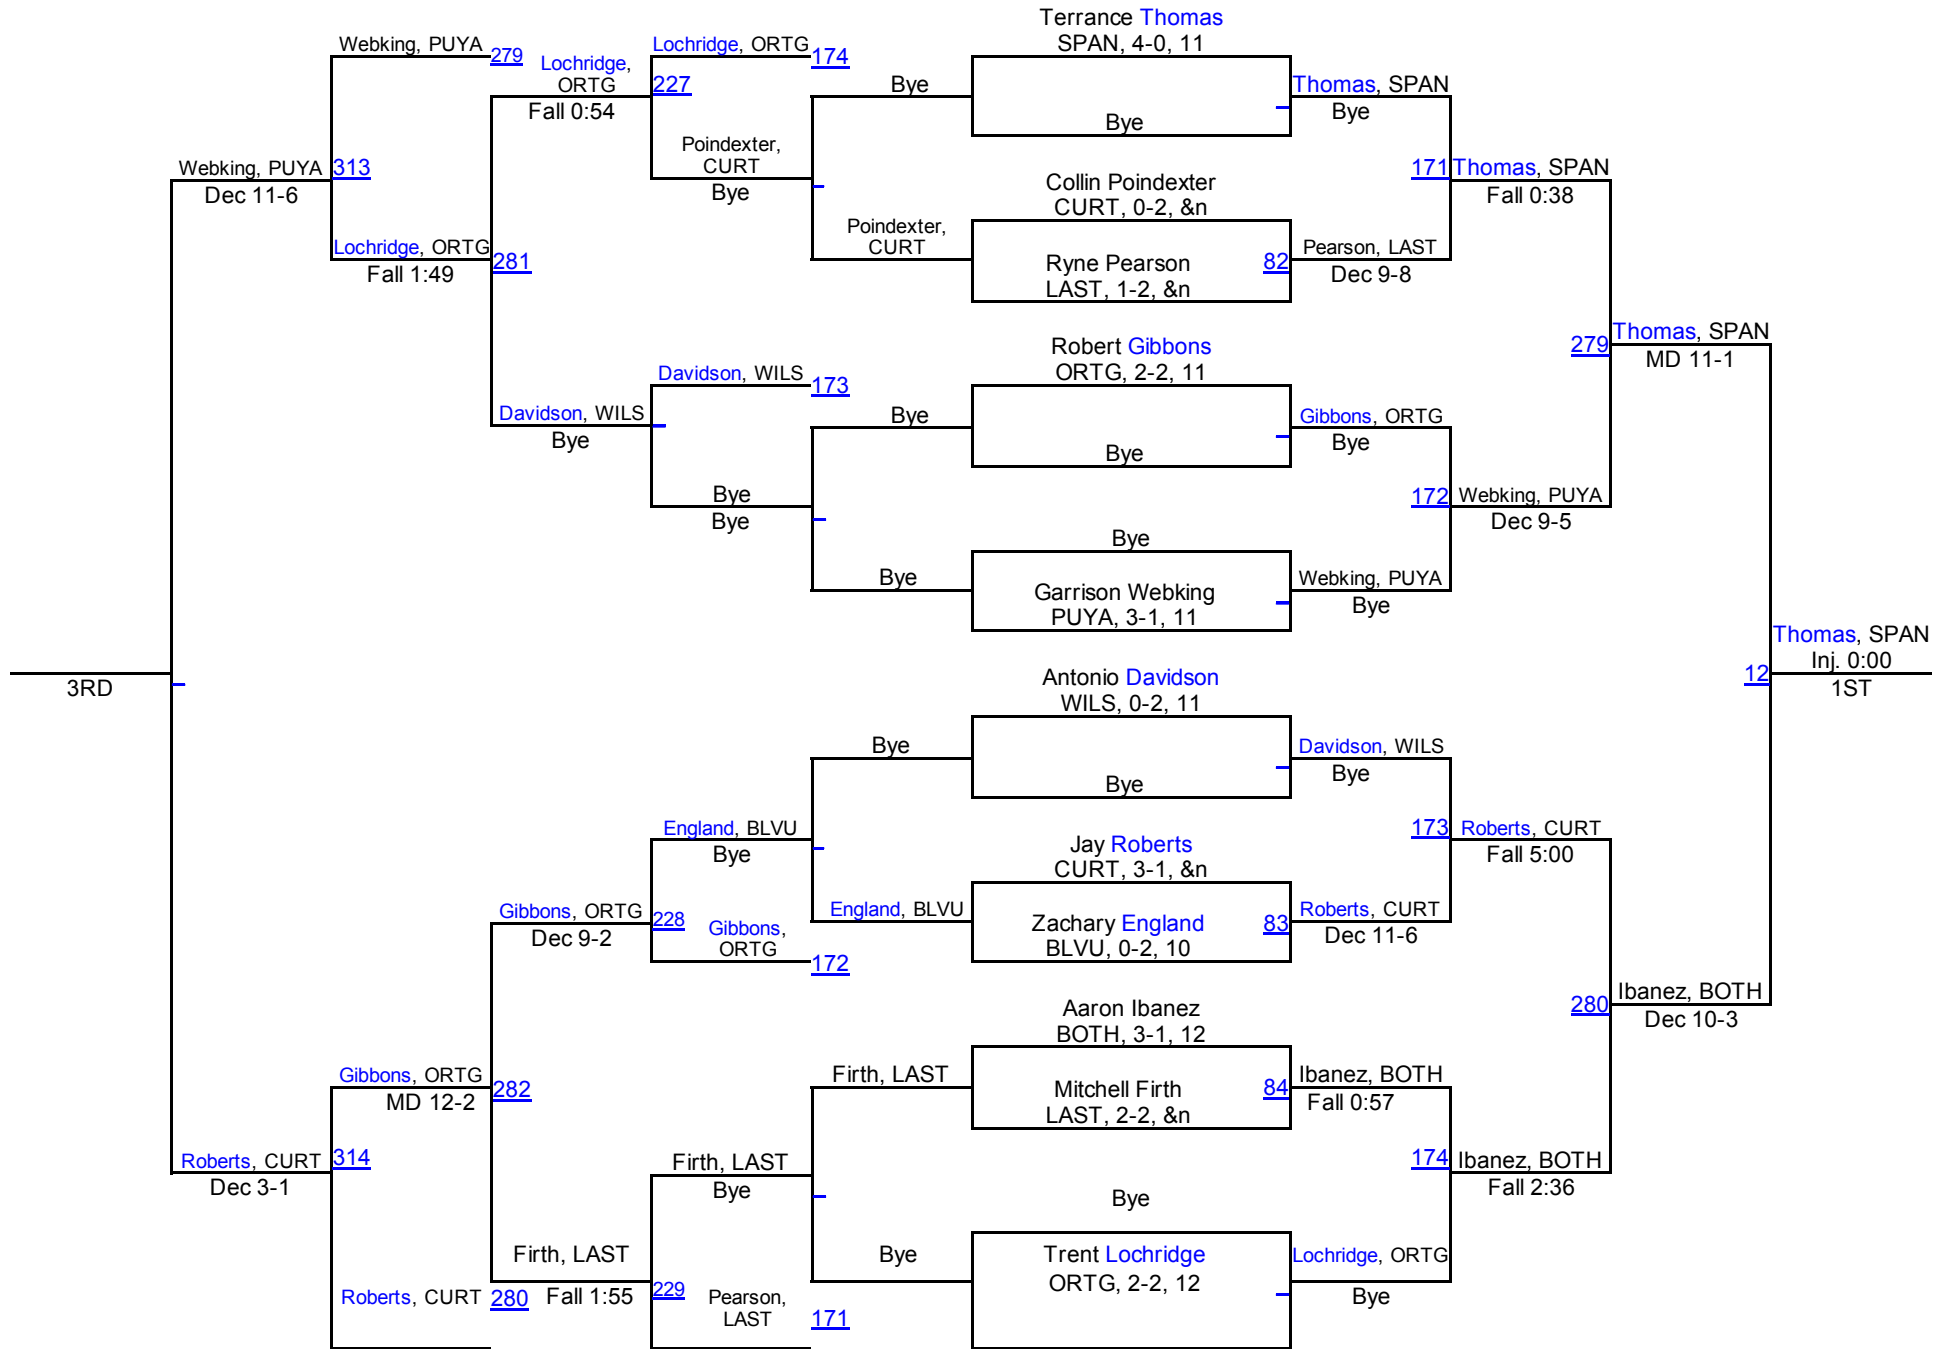 Terrance Thomas
SPAN, 4-0, 11
Webking, PUYA
279
Lochridge, ORTG
174
Lochridge,
ORTG
227
Fall 0:54
Bye
Bye
Thomas, SPAN
Bye
Poindexter,
CURT
Bye
Webking, PUYA
313
Dec 11-6
Collin Poindexter
CURT, 0-2, &n
171
Thomas, SPAN
Fall 0:38
Poindexter,
CURT
Lochridge, ORTG
281
Fall 1:49
Ryne Pearson
LAST, 1-2, &n
82
Pearson, LAST
Dec 9-8
Robert Gibbons
ORTG, 2-2, 11
279
Thomas, SPAN
MD 11-1
Davidson, WILS
173
Davidson, WILS
Bye
Bye
Bye
Gibbons, ORTG
Bye
Bye
Bye
172
Webking, PUYA
Dec 9-5
Bye
Bye
Garrison Webking
PUYA, 3-1, 11
Webking, PUYA
Bye
3RD
Thomas, SPAN
Inj. 0:00
12
1ST
Antonio Davidson
WILS, 0-2, 11
Bye
Bye
Davidson, WILS
Bye
England, BLVU
Bye
Jay Roberts
CURT, 3-1, &n
173
Roberts, CURT
Fall 5:00
Gibbons, ORTG
Dec 9-2
228
Gibbons,
ORTG
172
England, BLVU
Zachary England
BLVU, 0-2, 10
83
Roberts, CURT
Dec 11-6
Aaron Ibanez
BOTH, 3-1, 12
280
Ibanez, BOTH
Dec 10-3
Gibbons, ORTG
282
MD 12-2
Firth, LAST
Mitchell Firth
LAST, 2-2, &n
84
Ibanez, BOTH
Fall 0:57
Roberts, CURT
314
Dec 3-1
Firth, LAST
Bye
Bye
174
Ibanez, BOTH
Fall 2:36
Firth, LAST
Bye
Trent Lochridge
ORTG, 2-2, 12
Lochridge, ORTG
Bye
Roberts, CURT
280
Fall 1:55
229
Pearson,
LAST
171